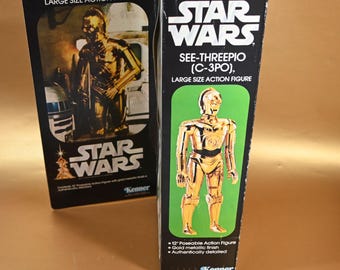 LARGE SIZE ACTION
STAR
WARS
Kenner
STAR
WARS
SEE-THREEPIO
(C-3PO),
LARGE SIZE ACTION FIGURE
• 12" Poseable Action Figure
• Gold metallic finish
• Authentically detailed
Kenner